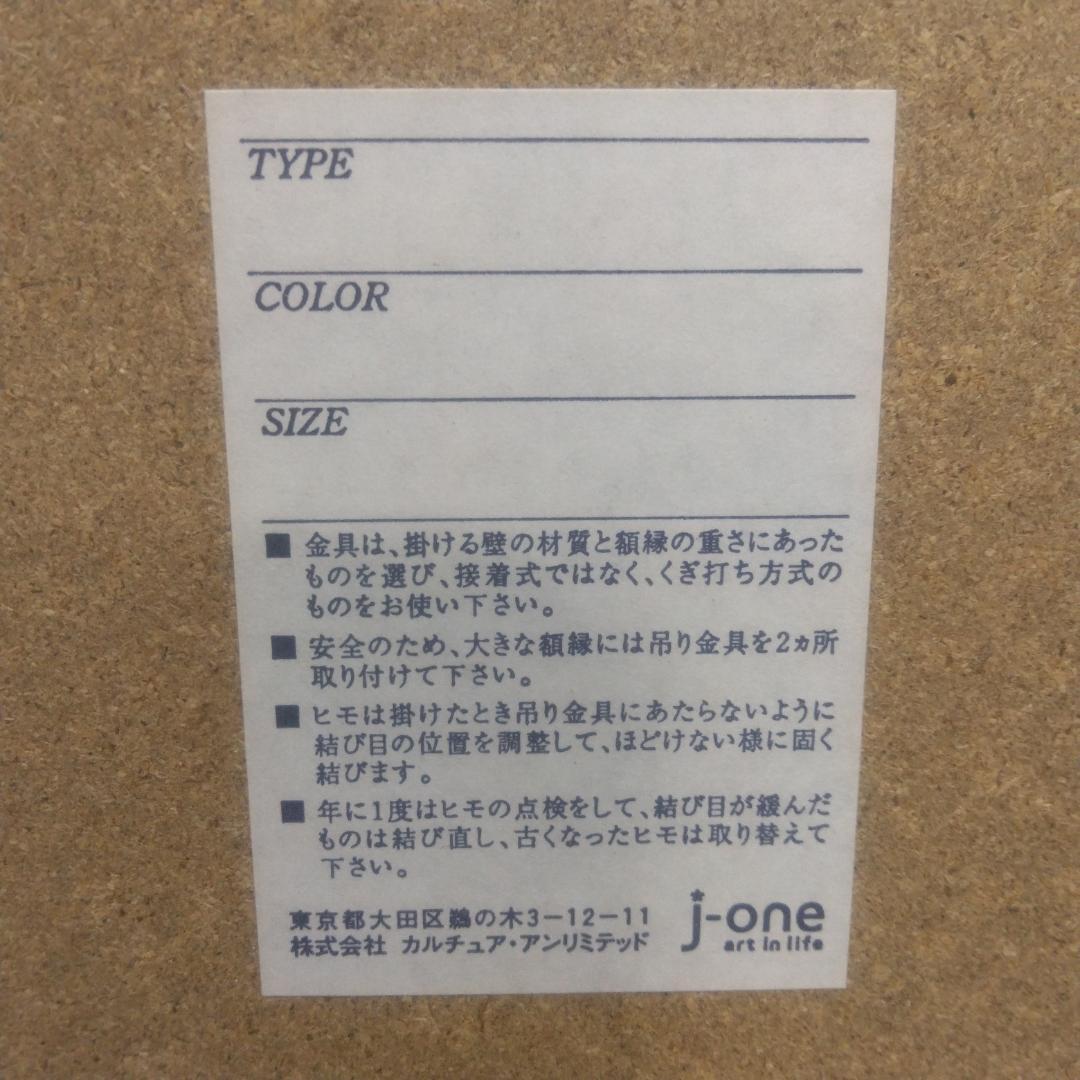 TYPE
COLOR
SIZE
■ 金具は、掛ける壁の材質と額縁の重さにあった
ものを選び、接着式ではなく、くぎ打ち方式の
ものをお使い下さい。
■ 安全のため、大きな額縁には吊り金具を2ヵ所
取り付けて下さい。
■ ヒモは掛けたとき吊り金具にあたらないように
結び目の位置を調整して、ほどけない様に固く
結びます。
■ 年に1度はヒモの点検をして、結び目が緩んだ
ものは結び直し、古くなったヒモは取り替えて
下さい。
東京都大田区鵜の木3-12-11
株式会社 カルチュア・アンリミテッド
j-one
art in life